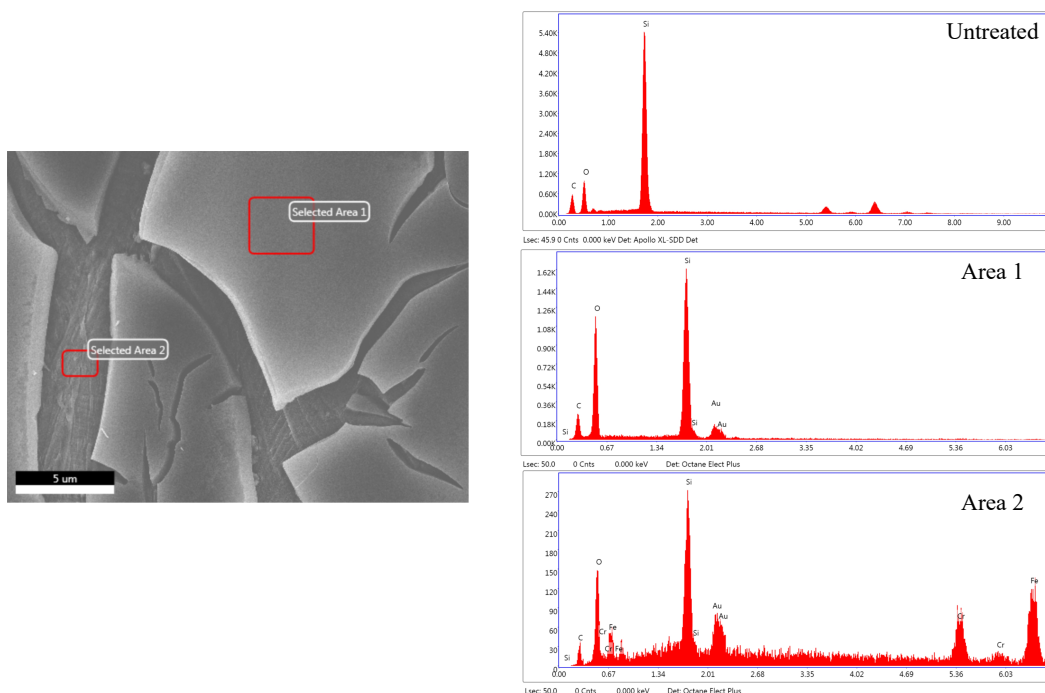 Selected Area 1
Selected Area 2
5 um
Untreated
Si
O
C
5.40K
4.80K
4.20K
3.60K
3.00K
2.40K
1.80K
1.20K
0.60K
0.00K
0.00 1.00 2.00 3.00 4.00 5.00 6.00 7.00 8.00 9.00
Lsec: 45.9 0 Cnts 0.000 keV Det: Apollo XL-SDD Det
Area 1
Si
O
C
Si
Si
Au
Au
1.62K
1.44K
1.26K
1.08K
0.90K
0.72K
0.54K
0.36K
0.18K
0.00K
0.00 0.67 1.34 2.01 2.68 3.35 4.02 4.69 5.36 6.03
Lsec: 50.0 0 Cnts 0.000 keV Det: Octane Elect Plus
Area 2
Si
O
C
Si
Cr
Fe
Cr
Fe
Si
Au
Au
Cr
Cr
Fe
270
240
210
180
150
120
90
60
30
0
0.00 0.67 1.34 2.01 2.68 3.35 4.02 4.69 5.36 6.03
Lsec: 50.0 0 Cnts 0.000 keV Det: Octane Elect Plus